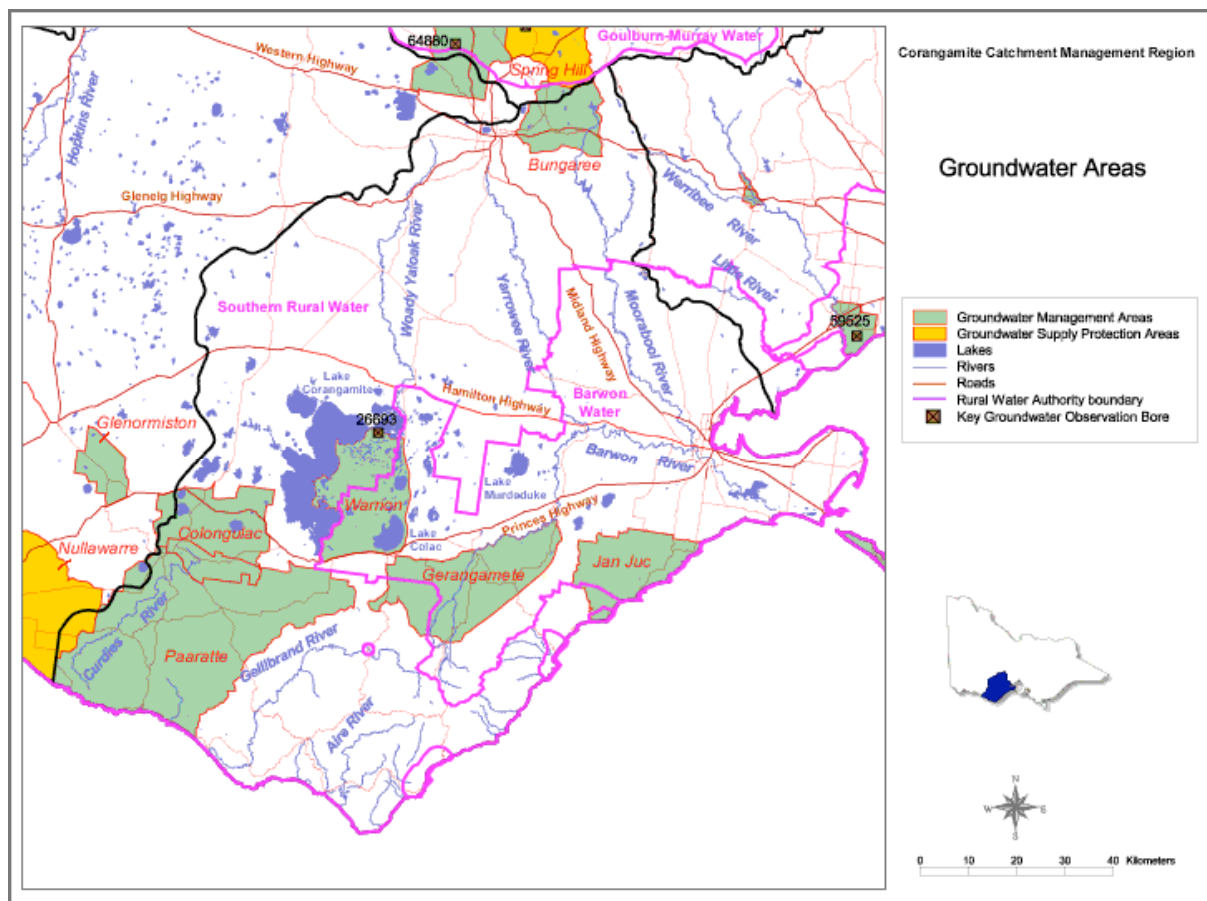 64880
Goulburn-Murray Water
Western Highway
Spring Hill
Hopkins River
Bungaree
Werribee River
Glenelg Highway
Woady Yaloak River
Little River
Southern Rural Water
Yarrowee River
Midland Highway
Moorabool River
59525
Lake
Corangamite
Hamilton Highway
Barwon
Water
26693
Glenormiston
Barwon River
Lake
Murdeduke
Warrion
Princes Highway
Colongulac
Lake
Colac
Nullawarre
Gerangamete
Jan Juc
Curdies River
Paaratte
Gellibrand River
Aire River
Corangamite Catchment Management Region
Groundwater Areas
Groundwater Management Areas
Groundwater Supply Protection Areas
Lakes
Rivers
Roads
Rural Water Authority boundary
Key Groundwater Observation Bore
N
W E
S
0 10 20 30 40 Kilometers